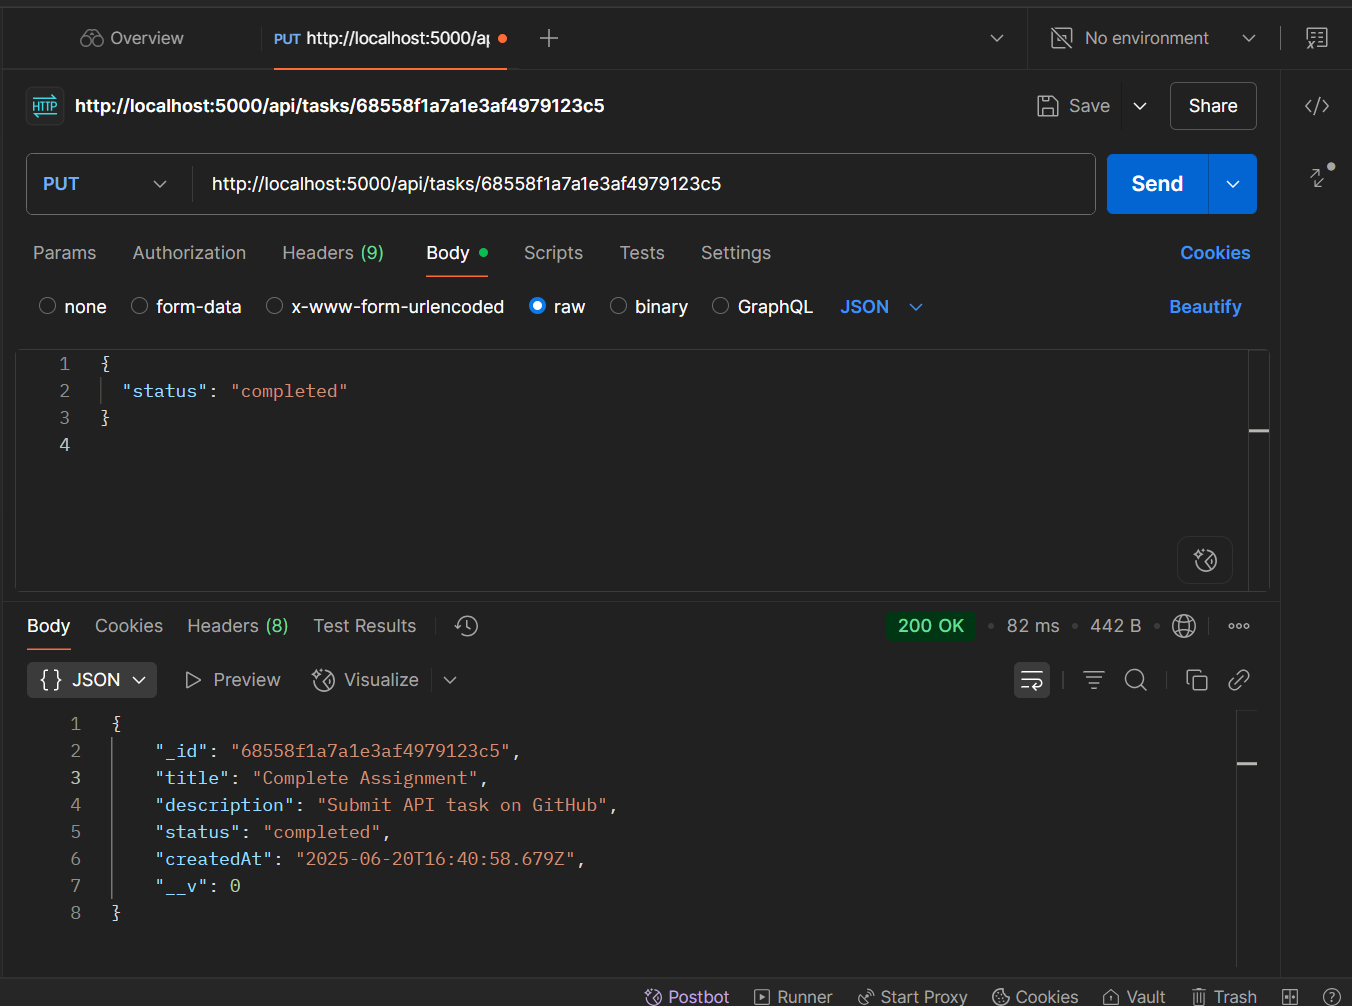 Overview
PUT http://localhost:5000/ap
No environment
HTTP http://localhost:5000/api/tasks/68558f1a7a1e3af4979123c5
Save
Share
PUT
http://localhost:5000/api/tasks/68558f1a7a1e3af4979123c5
Send
Params Authorization Headers (9) Body Scripts Tests Settings Cookies
none form-data x-www-form-urlencoded raw binary GraphQL JSON Beautify
1 {
2 "status": "completed"
3 }
4
Body Cookies Headers (8) Test Results 200 OK 82 ms 442 B
{} JSON Preview Visualize
1 {
2 "_id": "68558f1a7a1e3af4979123c5",
3 "title": "Complete Assignment",
4 "description": "Submit API task on GitHub",
5 "status": "completed",
6 "createdAt": "2025-06-20T16:40:58.679Z",
7 "__v": 0
8 }
Postbot Runner Start Proxy Cookies Vault Trash